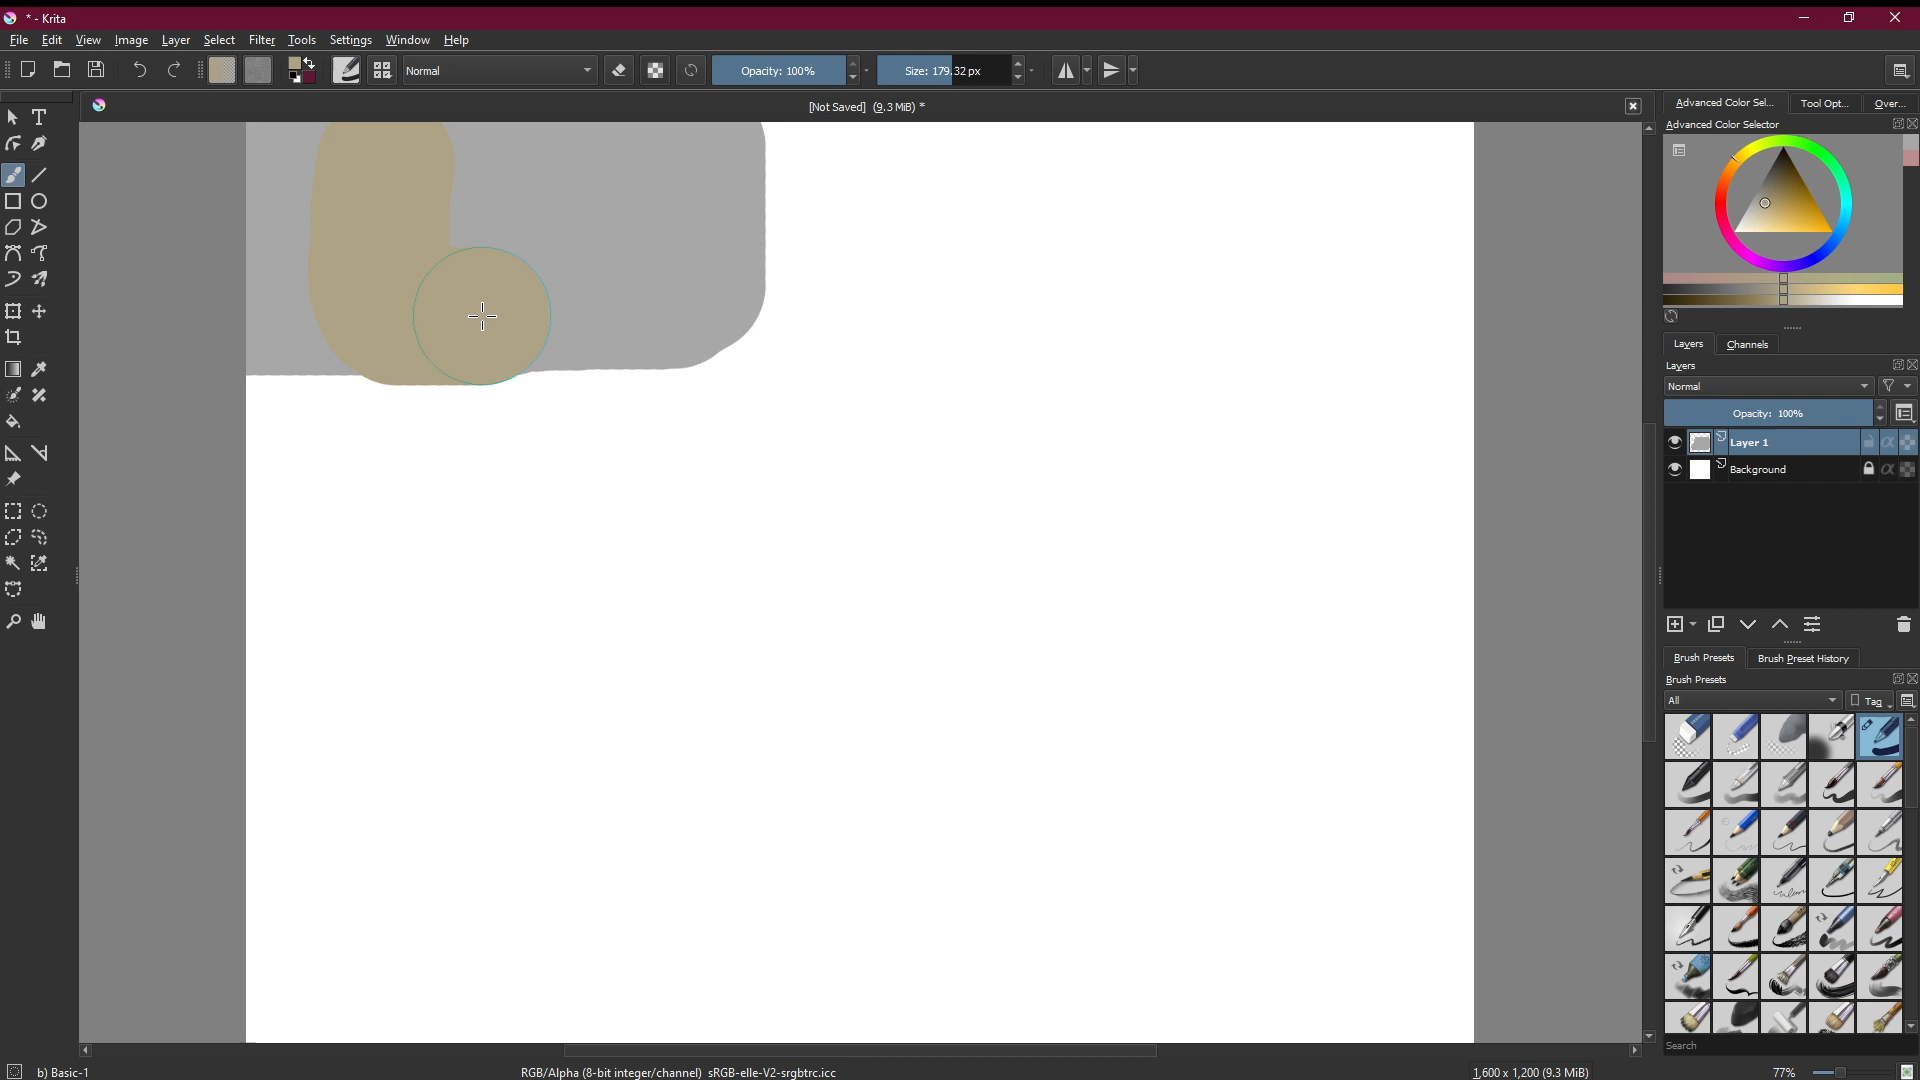 * - Krita
File Edit View Image Layer Select Filter Tools Settings Window Help
Normal Opacity: 100% Size: 179.32 px
[Not Saved] (9.3 MiB) *
Advanced Color Sel... Tool Opt... Over...
Advanced Color Selector
Layers Channels
Layers
Normal
Opacity: 100%
Layer 1
Background
Brush Presets Brush Preset History
Brush Presets
All Tag
Search
b) Basic-1 RGB/Alpha (8-bit integer/channel) sRGB-elle-V2-srgbtrc.icc 1,600 x 1,200 (9.3 MiB) 77%